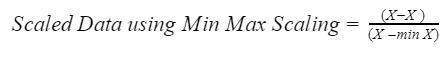 Scaled Data using Min Max Scaling = (X–X) / (X –min X)